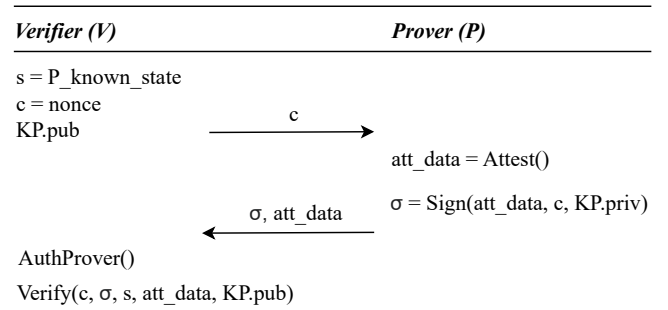 Verifier (V) Prover (P)
s = P_known_state
c = nonce
KP.pub
c
att_data = Attest()
σ = Sign(att_data, c, KP.priv)
σ, att_data
AuthProver()
Verify(c, σ, s, att_data, KP.pub)